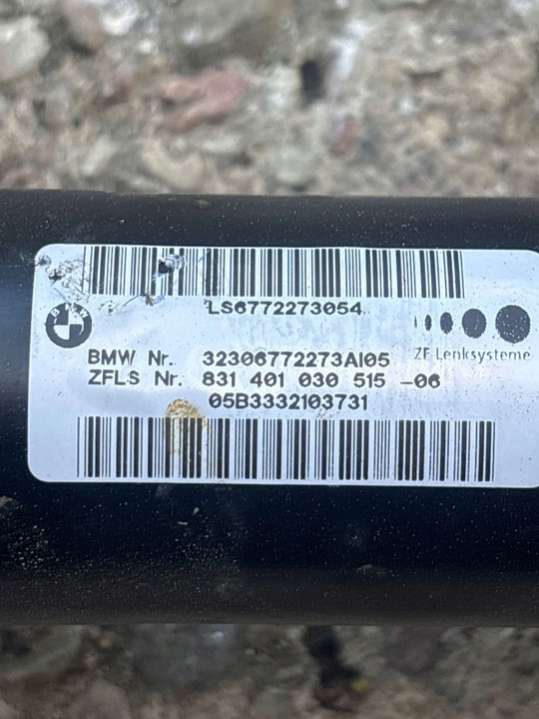 LS6772273054
BMW Nr. 32306772273AI05
ZF Lenksysteme
ZFLS Nr. 831 401 030 515 -06
05B3332103731